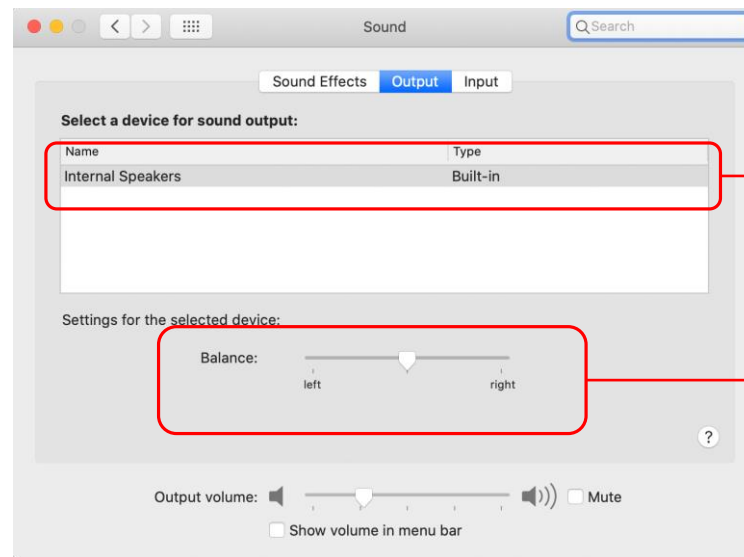 Sound
Search
Sound Effects Output Input
Select a device for sound output:
Name Type
Internal Speakers Built-in
Settings for the selected device:
Balance:
left right
?
Output volume: Mute
Show volume in menu bar